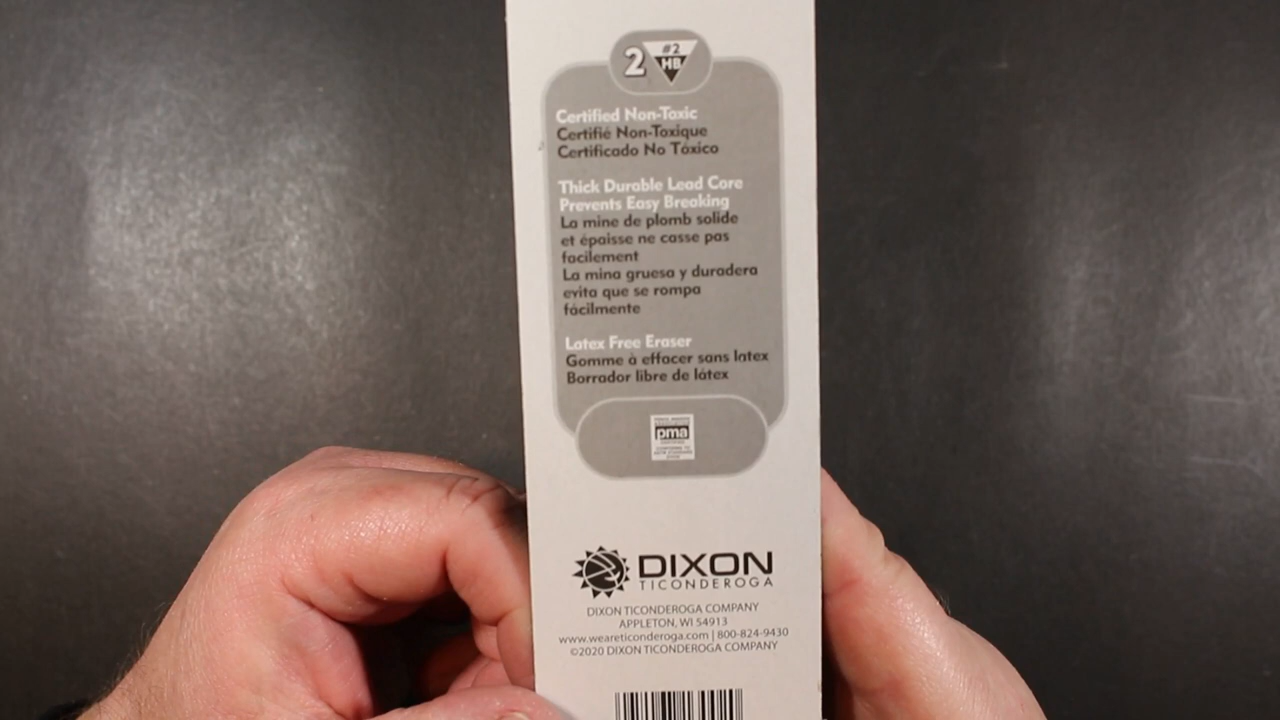 2 #2
HB
Certified Non-Toxic
Certifié Non-Toxique
Certificado No Tóxico
Thick Durable Lead Core
Prevents Easy Breaking
La mine de plomb solide
et épaisse ne casse pas
facilement
La mina gruesa y duradera
evita que se rompa
fácilmente
Latex Free Eraser
Gomme à effacer sans latex
Borrador libre de látex
pma
DIXON
TICONDEROGA
DIXON TICONDEROGA COMPANY
APPLETON, WI 54913
www.weareticonderoga.com | 800-824-9430
©2020 DIXON TICONDEROGA COMPANY